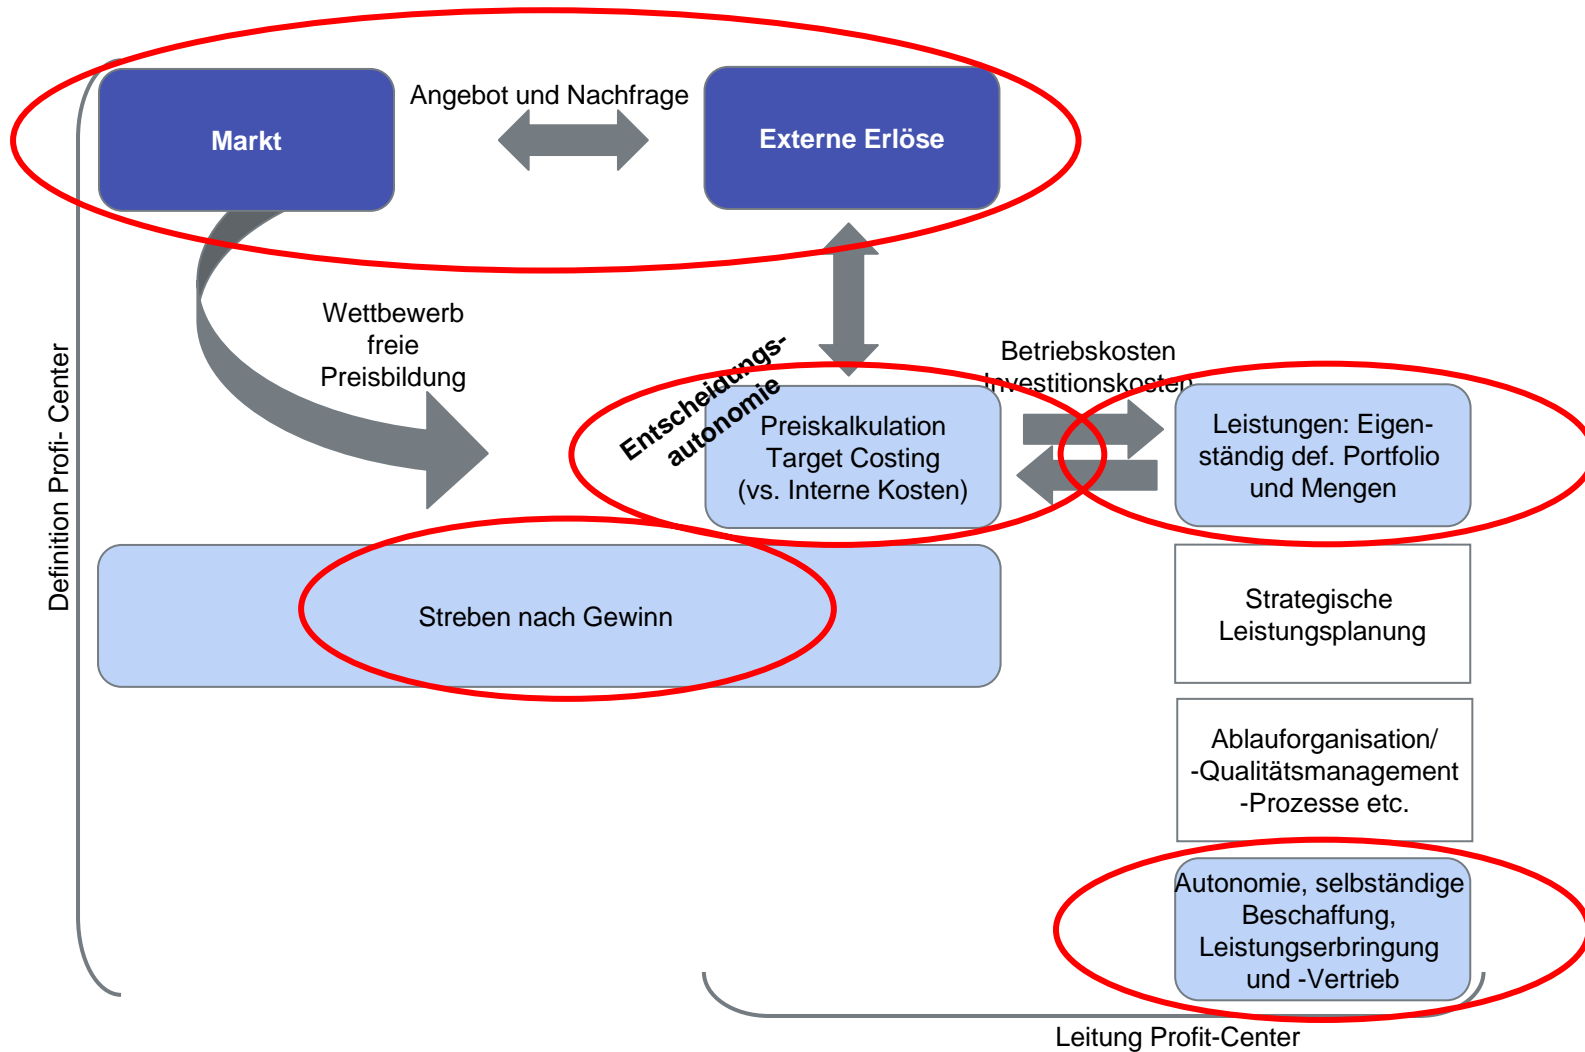 Angebot und Nachfrage
Markt
Externe Erlöse
Wettbewerb
freie
Preisbildung
Entscheidungs-
autonomie
Betriebskosten
Investitionskosten
Preiskalkulation
Target Costing
(vs. Interne Kosten)
Leistungen: Eigen-
ständig def. Portfolio
und Mengen
Definition Profi- Center
Streben nach Gewinn
Strategische
Leistungsplanung
Ablauforganisation/
-Qualitätsmanagement
-Prozesse etc.
Autonomie, selbständige
Beschaffung,
Leistungserbringung
und -Vertrieb
Leitung Profit-Center